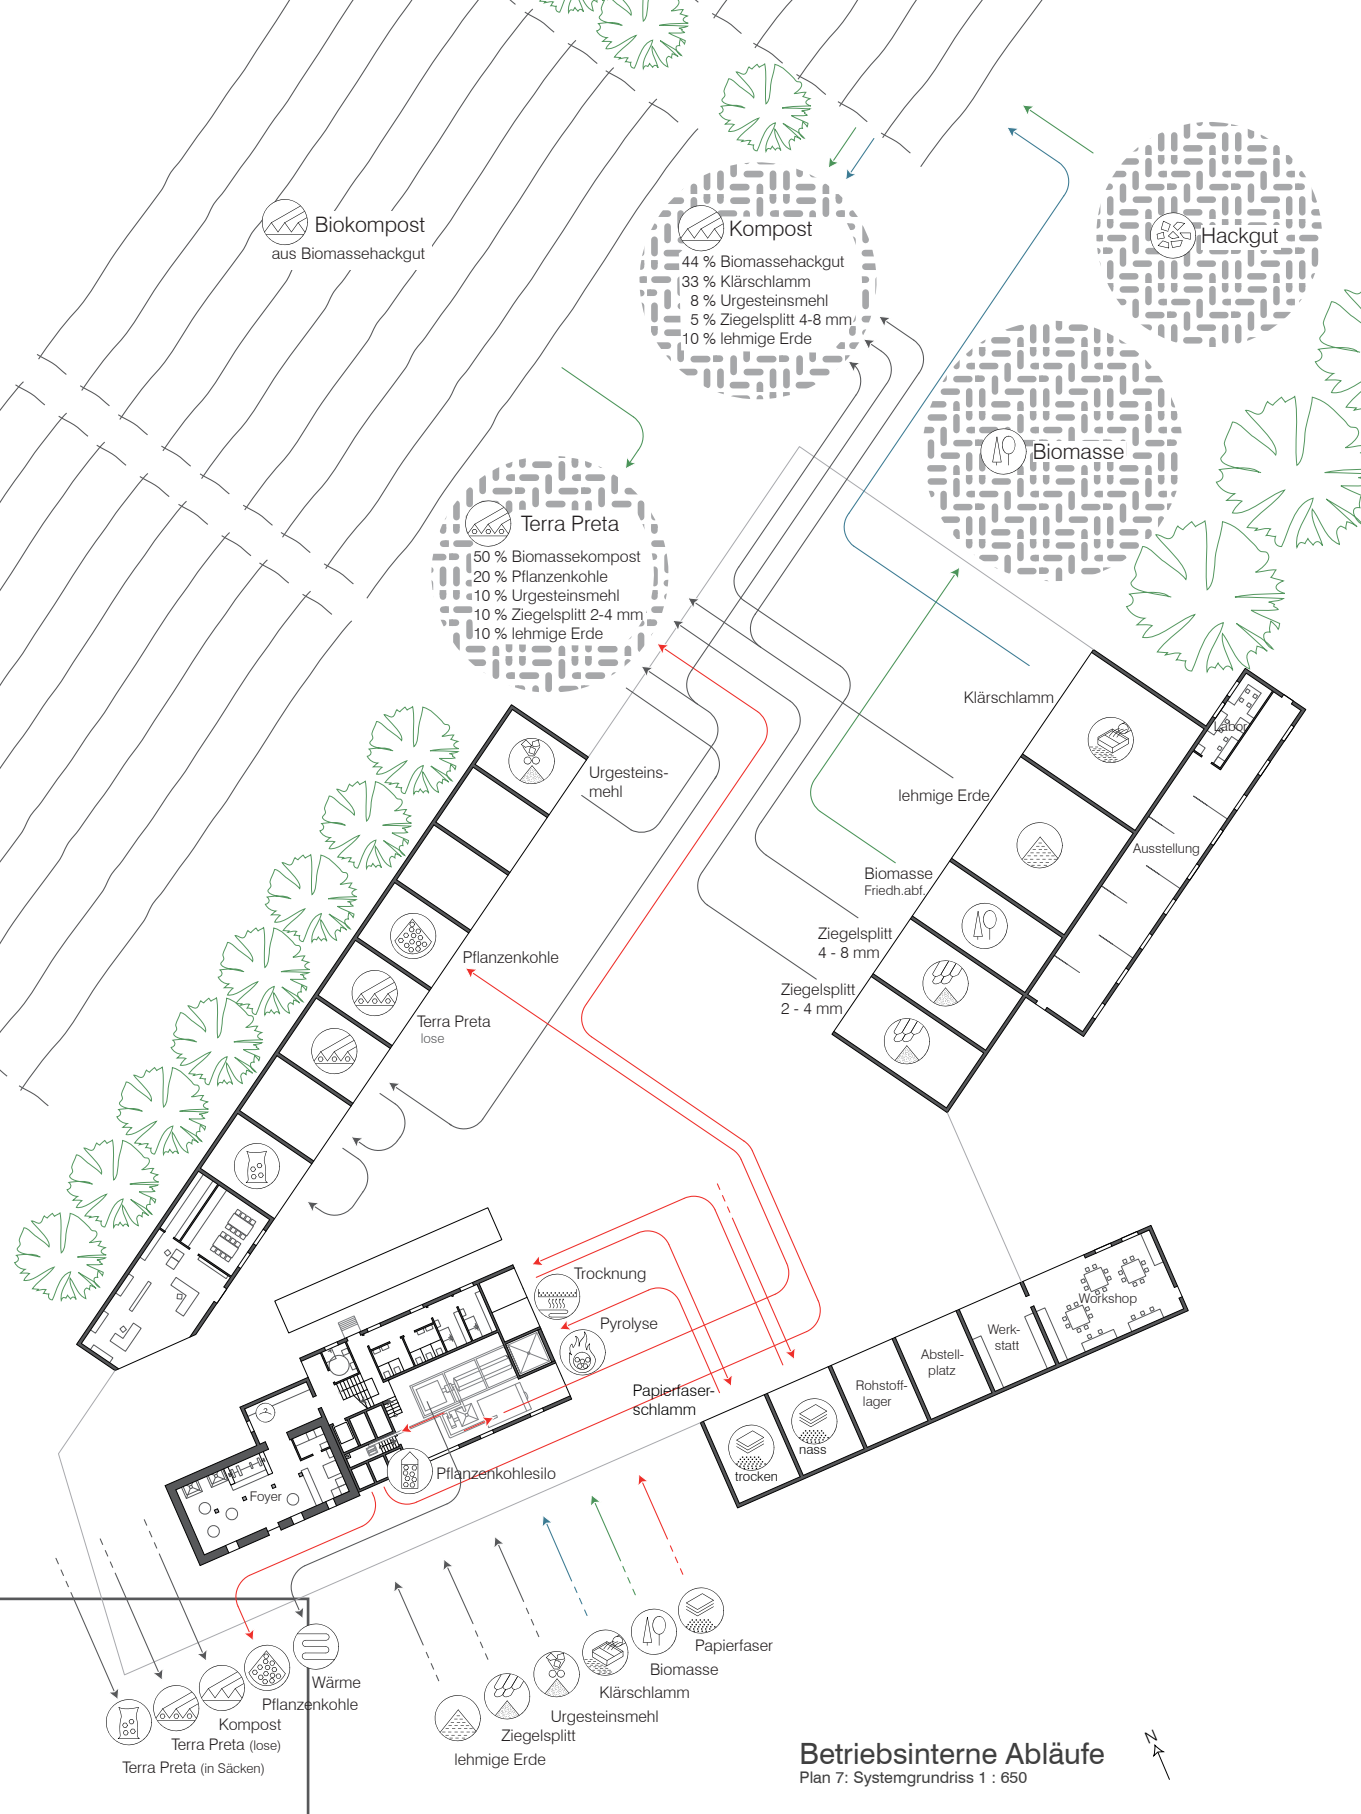 Biokompost
aus Biomassehackgut
Kompost
44 % Biomassehackgut
33 % Klärschlamm
8 % Urgesteinsmehl
5 % Ziegelsplitt 4-8 mm
10 % lehmige Erde
Hackgut
Biomasse
Terra Preta
50 % Biomassekompost
20 % Pflanzenkohle
10 % Urgesteinsmehl
10 % Ziegelsplitt 2-4 mm
10 % lehmige Erde
Klärschlamm
Labor
Urgesteins-
mehl
lehmige Erde
Ausstellung
Biomasse
Friedh.abf.
Ziegelsplitt
4 - 8 mm
Pflanzenkohle
Ziegelsplitt
2 - 4 mm
Terra Preta
lose
Trocknung
Pyrolyse
Workshop
Werk-
statt
Abstell-
platz
Rohstoff-
lager
Papierfaser-
schlamm
nass
trocken
Pflanzenkohlesilo
Foyer
Papierfaser
Biomasse
Klärschlamm
Urgesteinsmehl
Ziegelsplitt
lehmige Erde
Wärme
Pflanzenkohle
Kompost
Terra Preta (lose)
Terra Preta (in Säcken)
N
Betriebsinterne Abläufe
Plan 7: Systemgrundriss 1 : 650